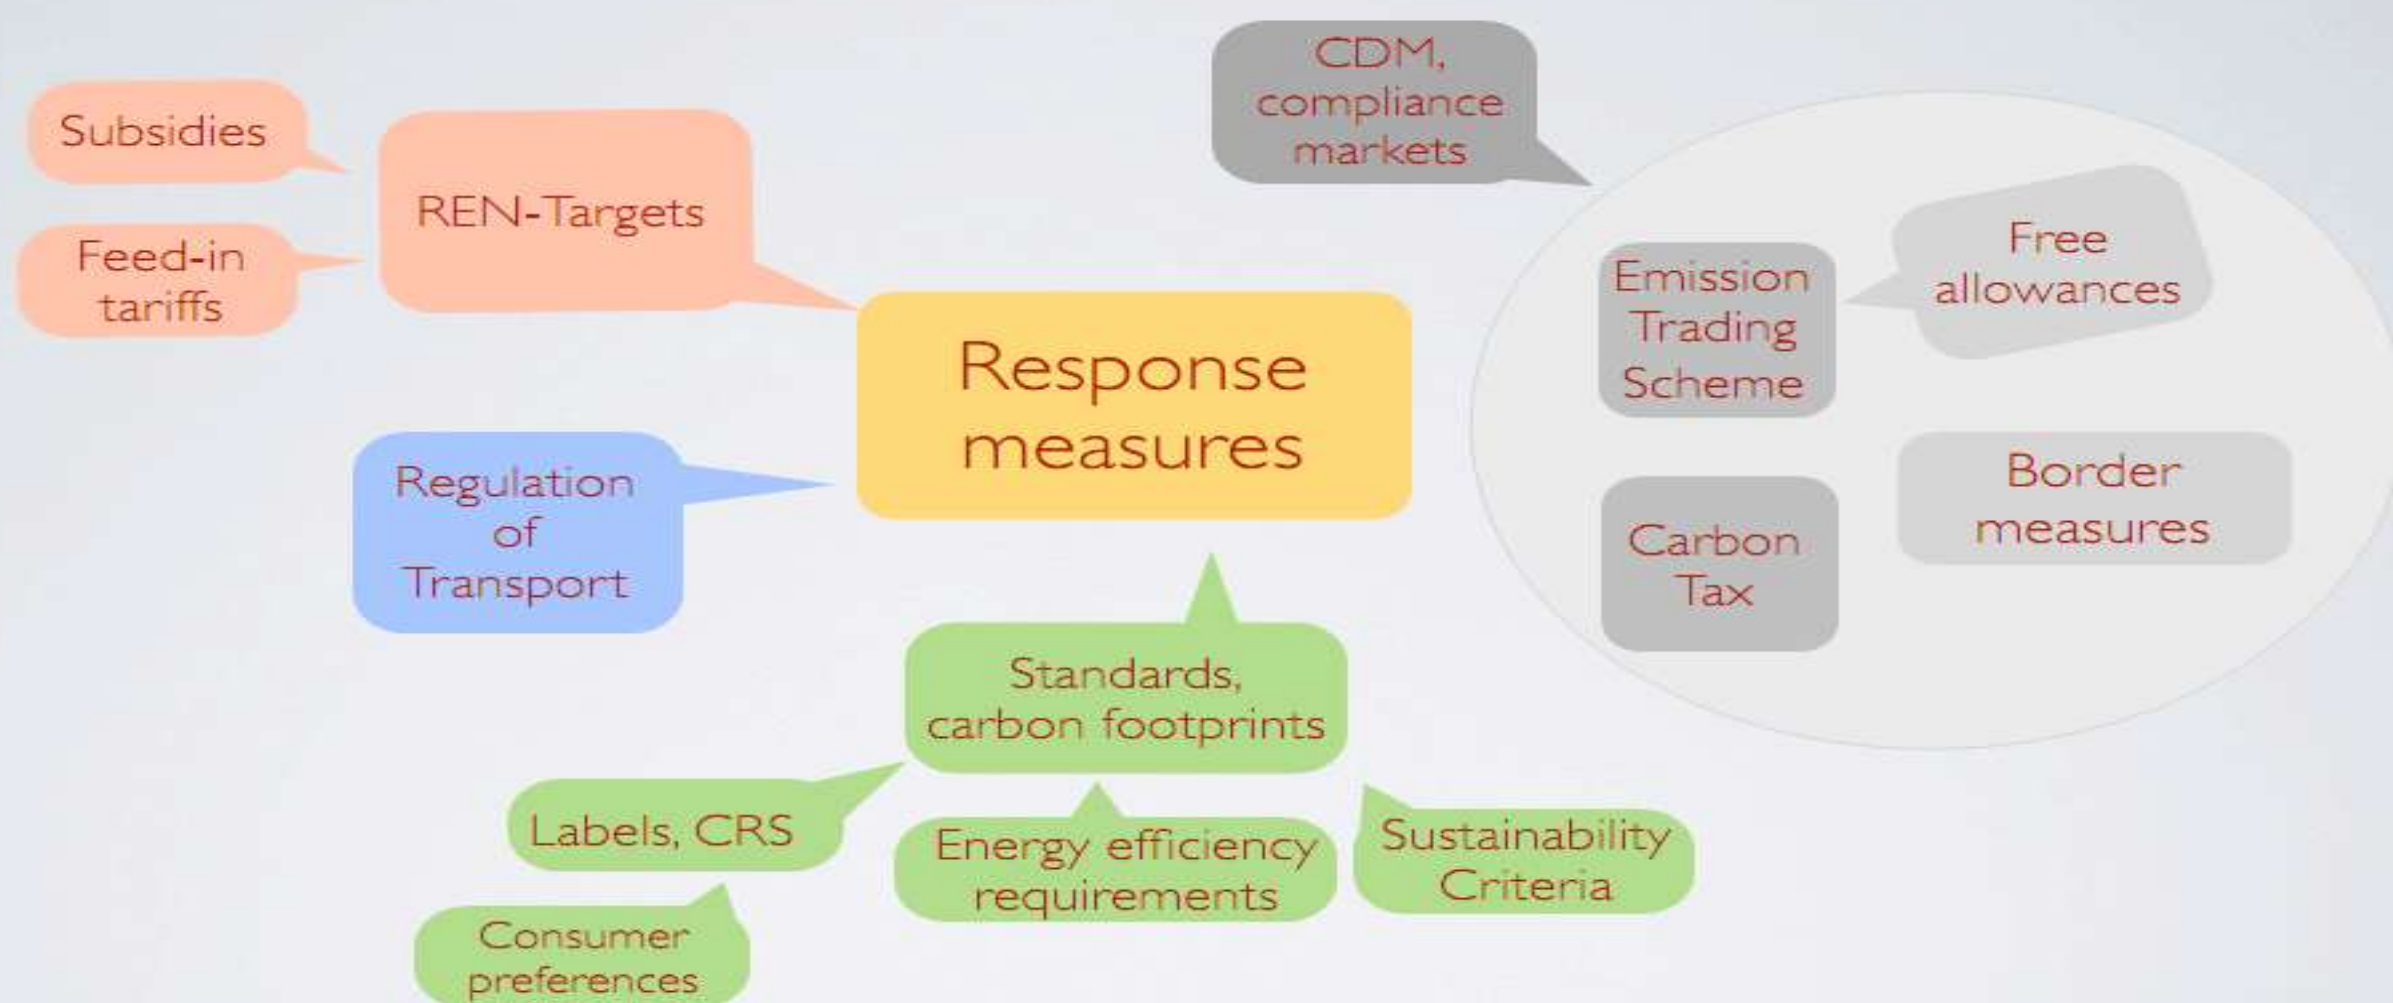 Subsidies
Feed-in
tariffs
REN-Targets
Regulation
of
Transport
Response
measures
CDM,
compliance
markets
Emission
Trading
Scheme
Free
allowances
Carbon
Tax
Border
measures
Standards,
carbon footprints
Labels, CRS
Consumer
preferences
Energy efficiency
requirements
Sustainability
Criteria